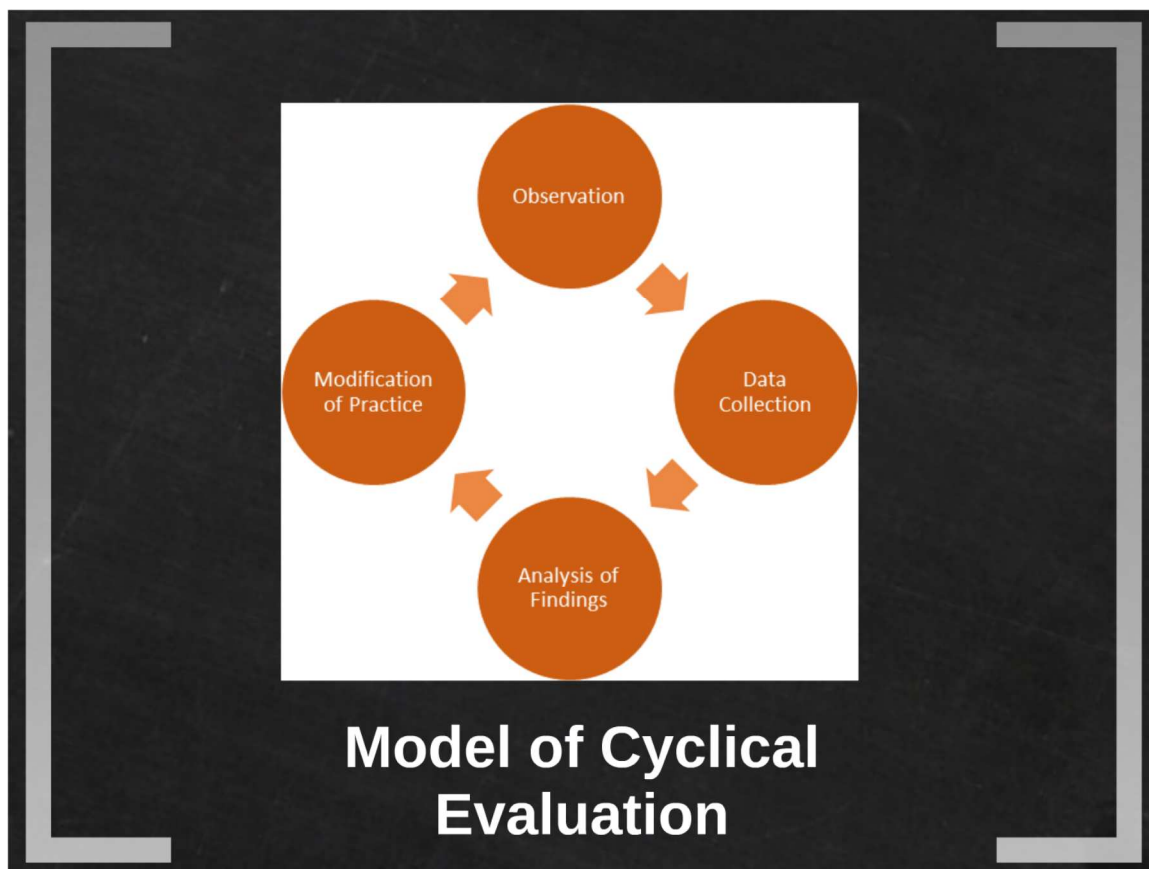 Observation
Data
Collection
Analysis of
Findings
Modification
of Practice
Model of Cyclical
Evaluation